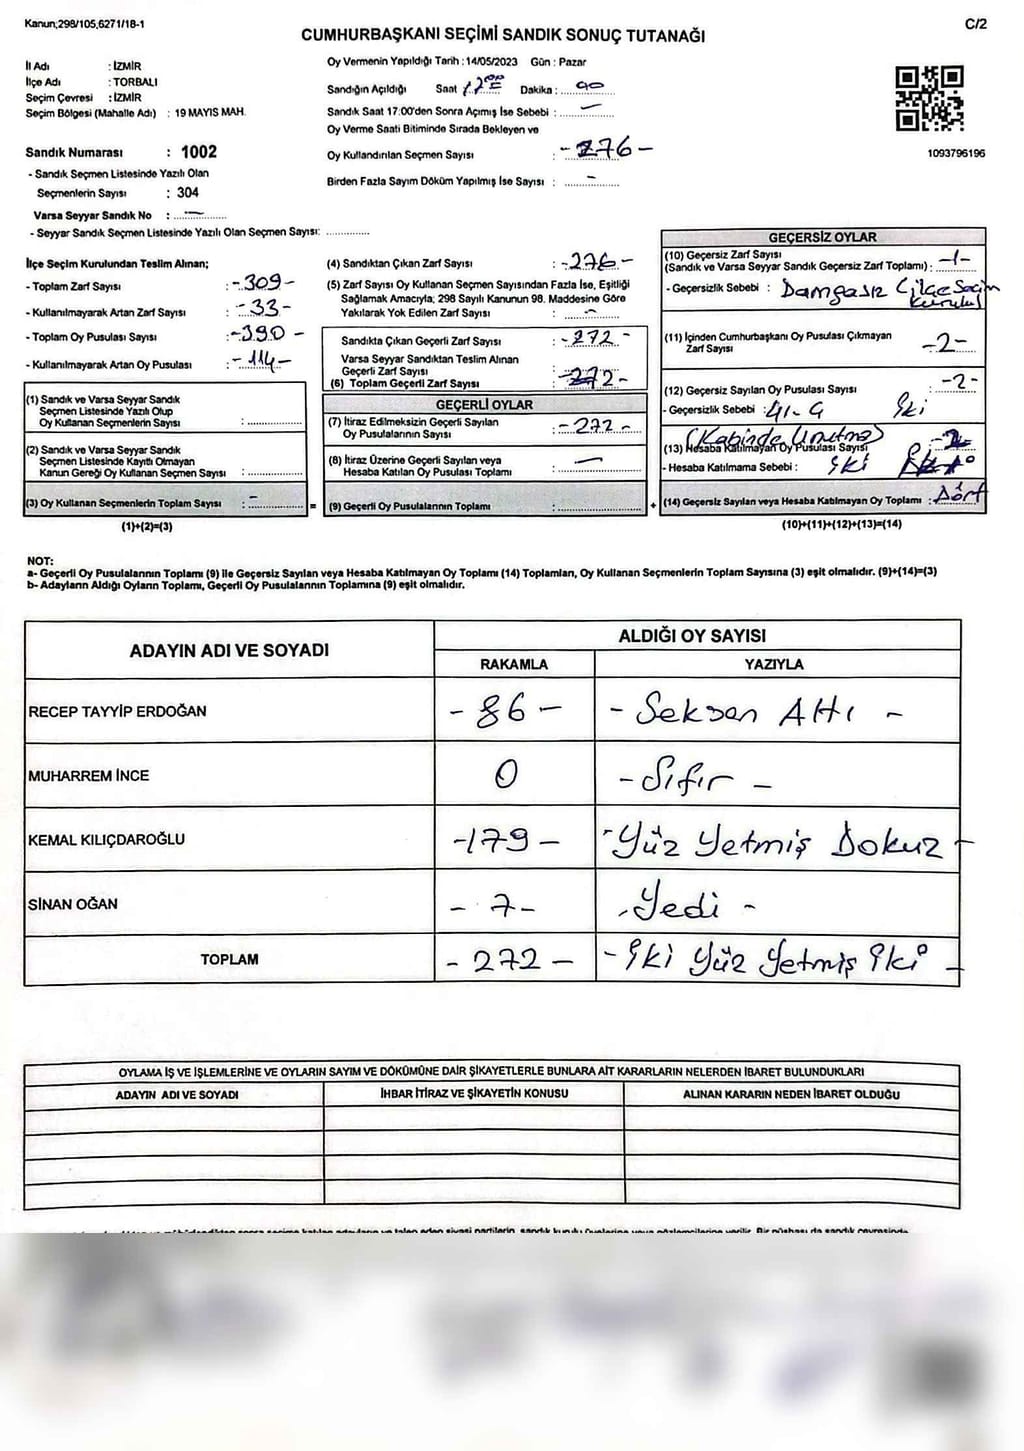 Kanun;298/105,6271/18-1
C/2
CUMHURBAŞKANI SEÇİMİ SANDIK SONUÇ TUTANAĞI
İl Adı : İZMİR
İlçe Adı : TORBALI
Seçim Çevresi : İZMİR
Seçim Bölgesi (Mahalle Adı) : 19 MAYIS MAH.
Sandık Numarası : 1002
- Sandık Seçmen Listesinde Yazılı Olan
Seçmenlerin Sayısı : 304
Varsa Seyyar Sandık No : —
- Seyyar Sandık Seçmen Listesinde Yazılı Olan Seçmen Sayısı: ..............
Oy Vermenin Yapıldığı Tarih : 14/05/2023 Gün : Pazar
Sandığın Açıldığı Saat Dakika :
Sandık Saat 17:00'den Sonra Açımış İse Sebebi : —
Oy Verme Saati Bitiminde Sırada Bekleyen ve
Oy Kullandırılan Seçmen Sayısı : -276-
Birden Fazla Sayım Döküm Yapılmış İse Sayısı : -
1093796196
İlçe Seçim Kurulundan Teslim Alınan;
- Toplam Zarf Sayısı : -309-
- Kullanılmayarak Artan Zarf Sayısı : -33-
- Toplam Oy Pusulası Sayısı : -390-
- Kullanılmayarak Artan Oy Pusulası : -114-
(1) Sandık ve Varsa Seyyar Sandık
Seçmen Listesinde Yazılı Olup
Oy Kullanan Seçmenlerin Sayısı : ..............
(2) Sandık ve Varsa Seyyar Sandık
Seçmen Listesinde Kayıtlı Olmayan
Kanun Gereği Oy Kullanan Seçmen Sayısı : ..............
(3) Oy Kullanan Seçmenlerin Toplam Sayısı : -
(1)+(2)=(3)
(4) Sandıktan Çıkan Zarf Sayısı : -276-
(5) Zarf Sayısı Oy Kullanan Seçmen Sayısından Fazla İse, Eşitliği
Sağlamak Amacıyla; 298 Sayılı Kanunun 98. Maddesine Göre
Yakılarak Yok Edilen Zarf Sayısı : -
Sandıkta Çıkan Geçerli Zarf Sayısı : -272-
Varsa Seyyar Sandıktan Teslim Alınan
Geçerli Zarf Sayısı :
(6) Toplam Geçerli Zarf Sayısı : -272-
GEÇERLİ OYLAR
(7) İtiraz Edilmeksizin Geçerli Sayılan
Oy Pusulalarının Sayısı : -272-
(8) İtiraz Üzerine Geçerli Sayılan veya
Hesaba Katılan Oy Pusulası Toplamı : —
= (9) Geçerli Oy Pusulalarının Toplamı : .............. +
GEÇERSİZ OYLAR
(10) Geçersiz Zarf Sayısı
(Sandık ve Varsa Seyyar Sandık Geçersiz Zarf Toplamı) : -1-
- Geçersizlik Sebebi : Damgasız (ilçe Seçim
kurulu)
(11) İçinden Cumhurbaşkanı Oy Pusulası Çıkmayan
Zarf Sayısı -2-
(12) Geçersiz Sayılan Oy Pusulası Sayısı -2-
- Geçersizlik Sebebi : 41-G İki
(Kabinde Unutma)
(13) Hesaba Katılmayan Oy Pusulası Sayısı
- Hesaba Katılmama Sebebi : iki
(14) Geçersiz Sayılan veya Hesaba Katılmayan Oy Toplamı : Dört
(10)+(11)+(12)+(13)=(14)
NOT:
a- Geçerli Oy Pusulalarının Toplamı (9) ile Geçersiz Sayılan veya Hesaba Katılmayan Oy Toplamı (14) Toplamları, Oy Kullanan Seçmenlerin Toplam Sayısına (3) eşit olmalıdır. (9)+(14)=(3)
b- Adayların Aldığı Oyların Toplamı, Geçerli Oy Pusulalarının Toplamına (9) eşit olmalıdır.
ADAYIN ADI VE SOYADI
ALDIĞI OY SAYISI
RAKAMLA YAZIYLA
RECEP TAYYİP ERDOĞAN -86- - Seksen Altı -
MUHARREM İNCE 0 - Sıfır -
KEMAL KILIÇDAROĞLU -179- - Yüz Yetmiş Dokuz -
SİNAN OĞAN -7- - Yedi -
TOPLAM -272- - iki Yüz Yetmiş iki -
OYLAMA İŞ VE İŞLEMLERİNE VE OYLARIN SAYIM VE DÖKÜMÜNE DAİR ŞİKAYETLERLE BUNLARA AİT KARARLARIN NELERDEN İBARET BULUNDUKLARI
ADAYIN ADI VE SOYADI İHBAR İTİRAZ VE ŞİKAYETİN KONUSU ALINAN KARARIN NEDEN İBARET OLDUĞU